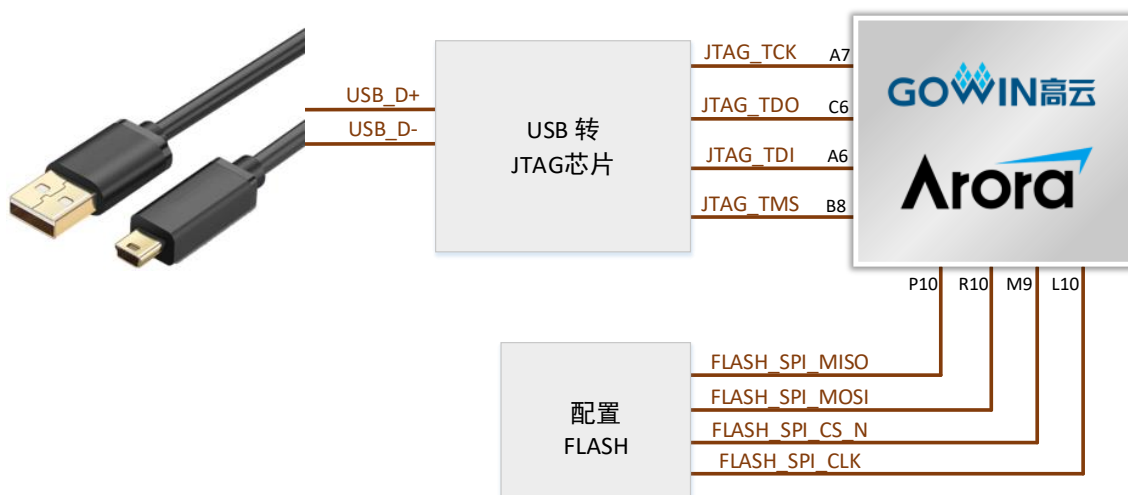 USB_D+
USB_D-
USB 转
JTAG芯片
JTAG_TCK A7
JTAG_TDO C6
JTAG_TDI A6
JTAG_TMS B8
GOWIN高云
Arora
P10 R10 M9 L10
配置
FLASH
FLASH_SPI_MISO
FLASH_SPI_MOSI
FLASH_SPI_CS_N
FLASH_SPI_CLK